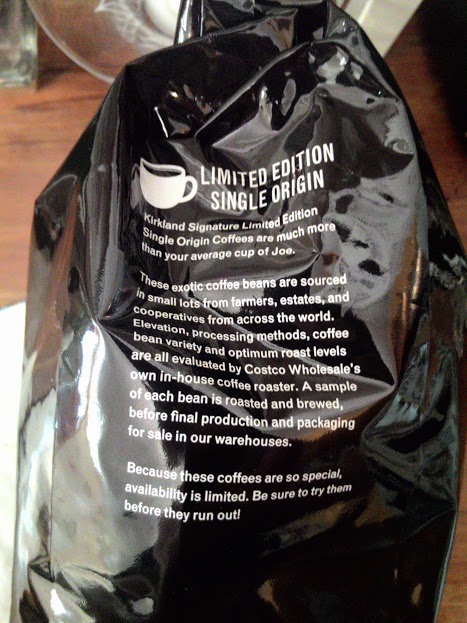 LIMITED EDITION
SINGLE ORIGIN
Kirkland Signature Limited Edition
Single Origin Coffees are much more
than your average cup of Joe.
These exotic coffee beans are sourced
in small lots from farmers, estates, and
cooperatives from across the world.
Elevation, processing methods, coffee
bean variety and optimum roast levels
are all evaluated by Costco Wholesale's
own in-house coffee roaster. A sample
of each bean is roasted and brewed,
before final production and packaging
for sale in our warehouses.
Because these coffees are so special,
availability is limited. Be sure to try them
before they run out!